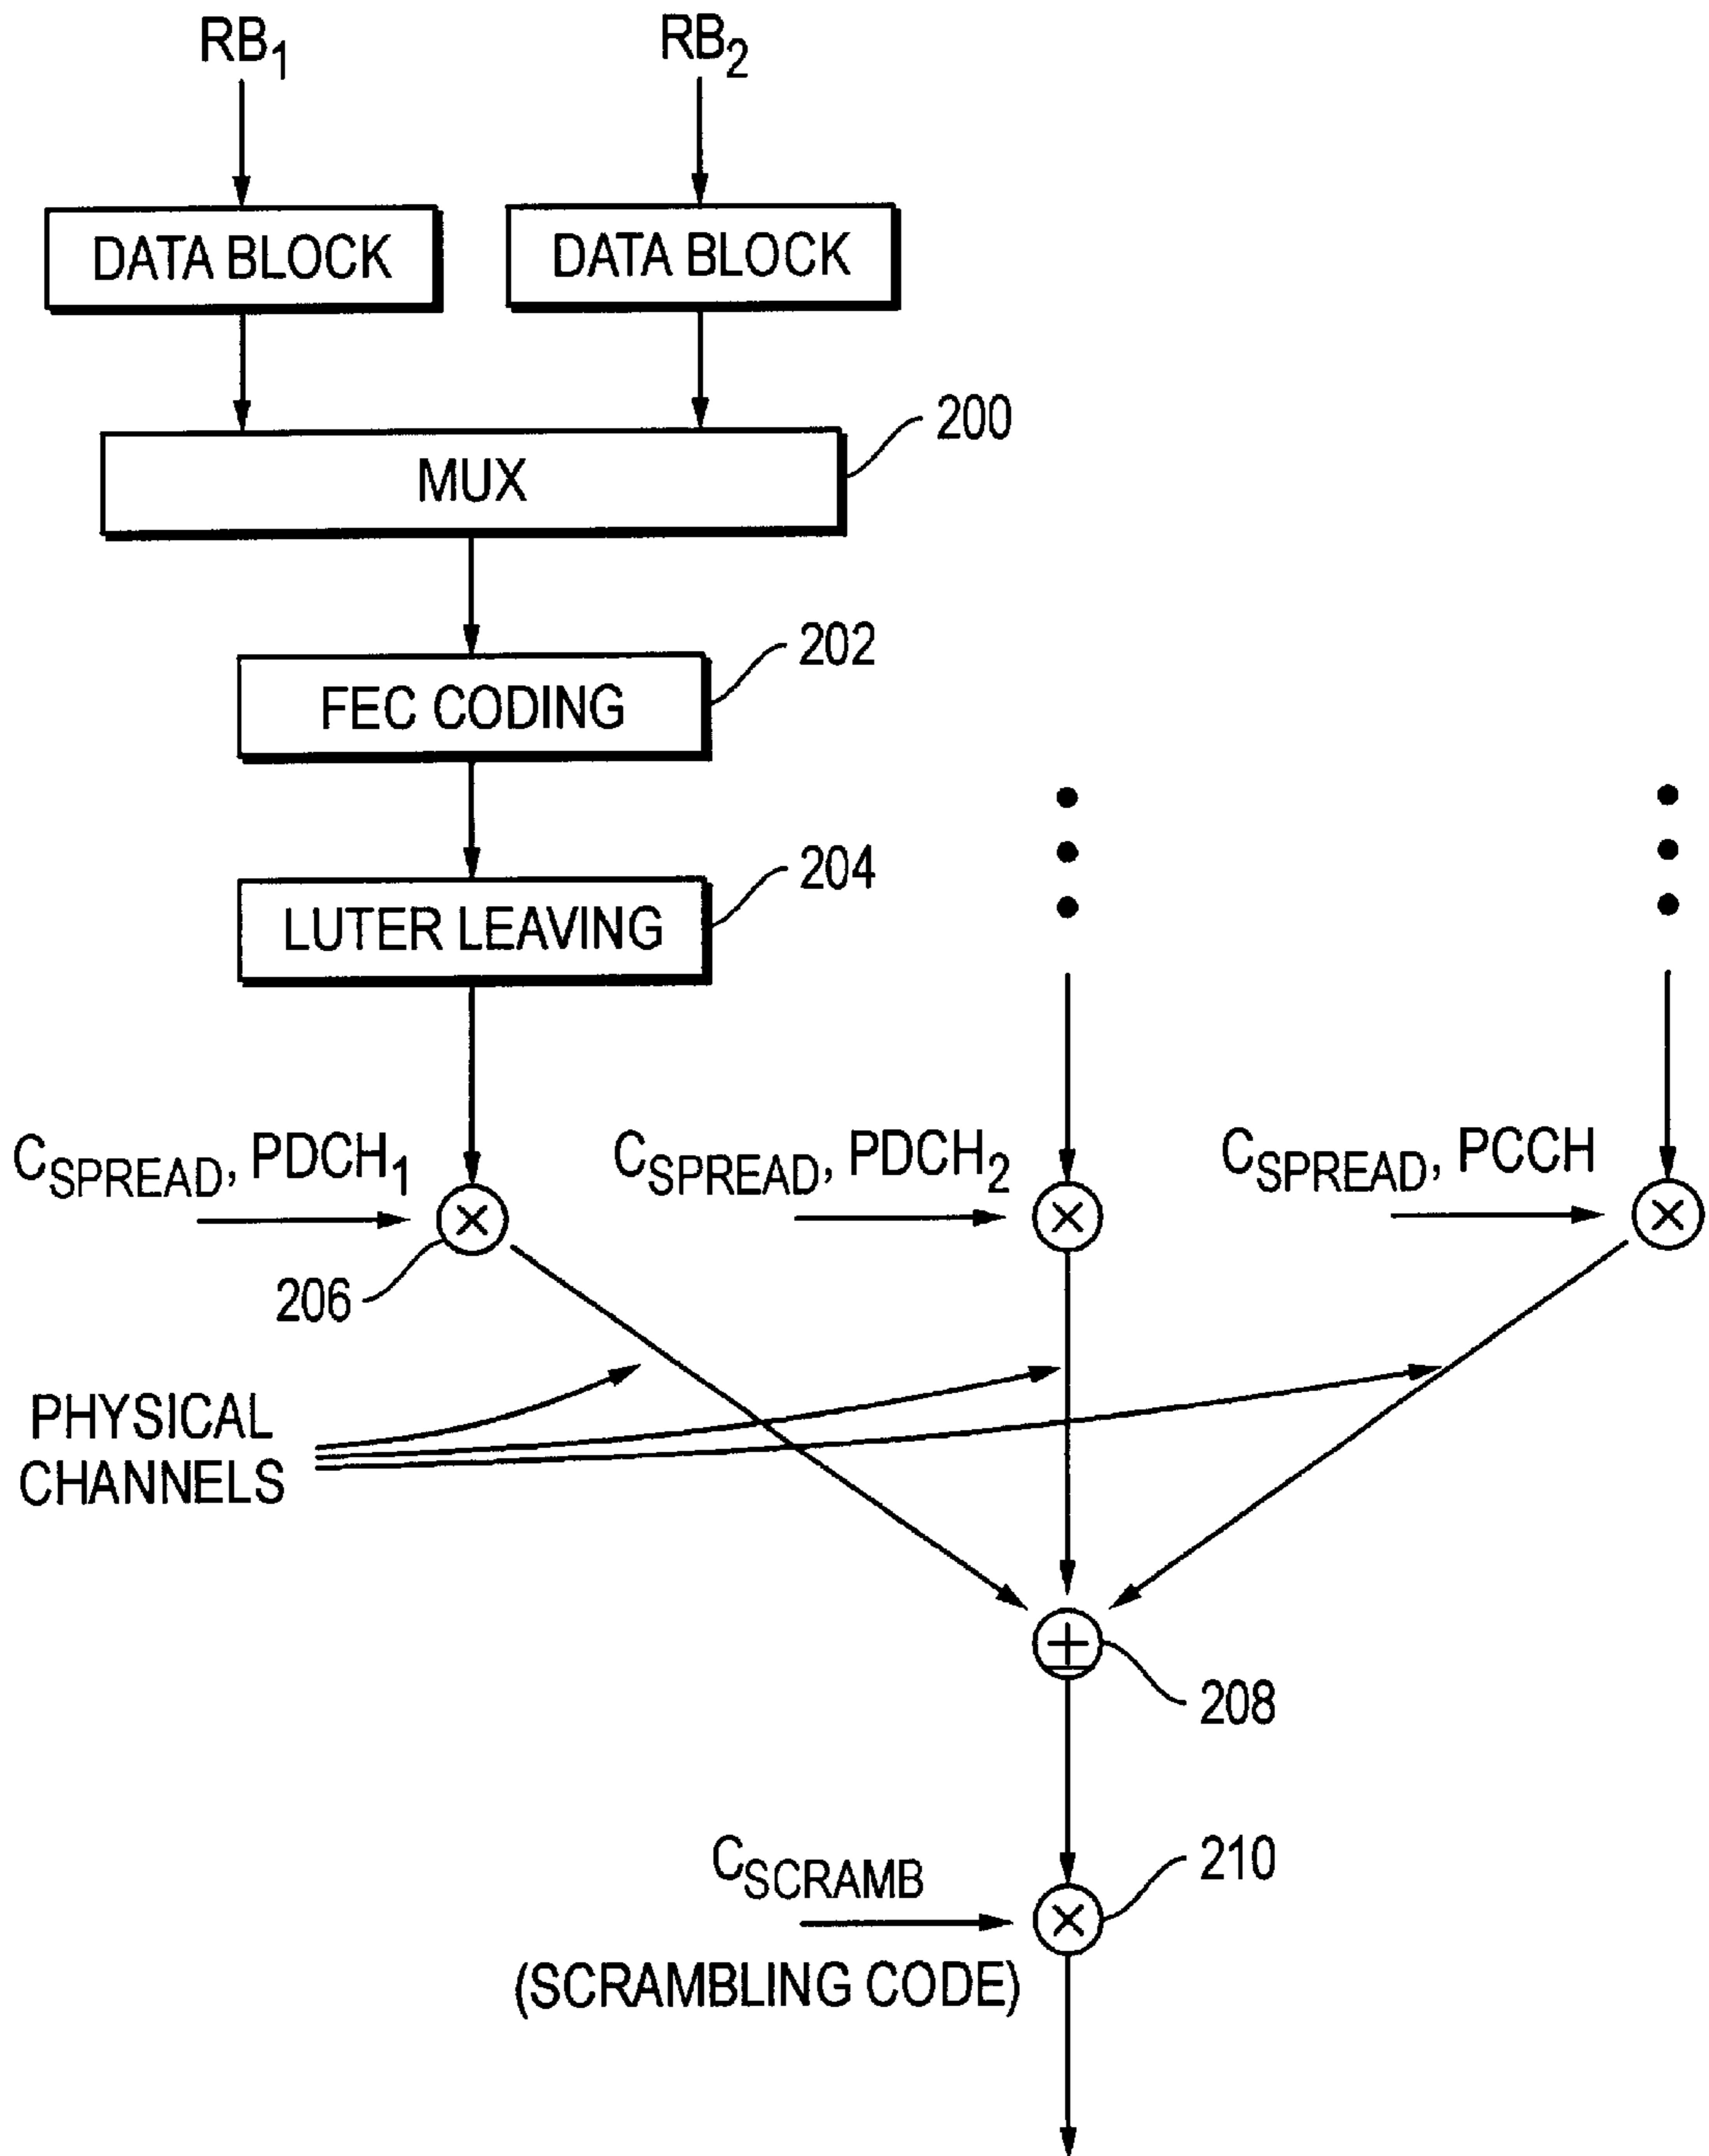 RB1
RB2
DATA BLOCK
DATA BLOCK
200
MUX
202
FEC CODING
204
LUTER LEAVING
CSPREAD, PDCH1
CSPREAD, PDCH2
CSPREAD, PCCH
206
PHYSICAL
CHANNELS
208
CSCRAMB
210
(SCRAMBLING CODE)